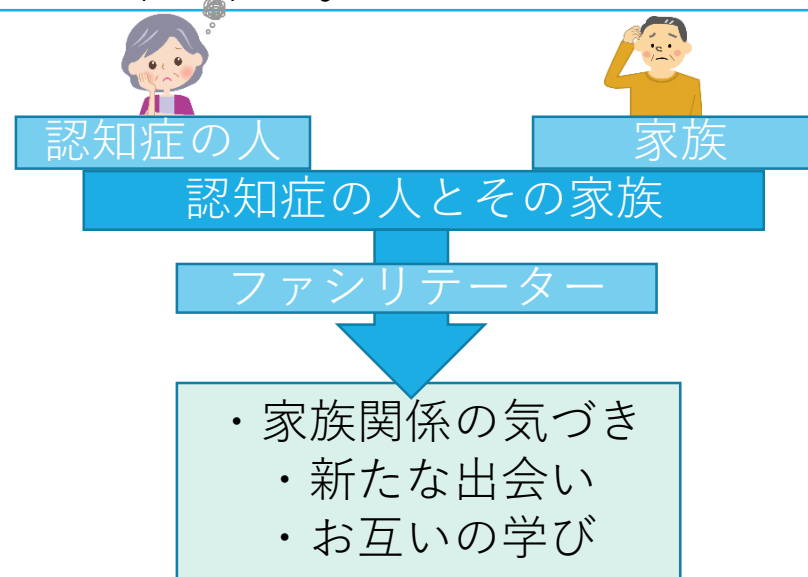 認知症の人
家族
認知症の人とその家族
ファシリテーター
・家族関係の気づき
・新たな出会い
・お互いの学び